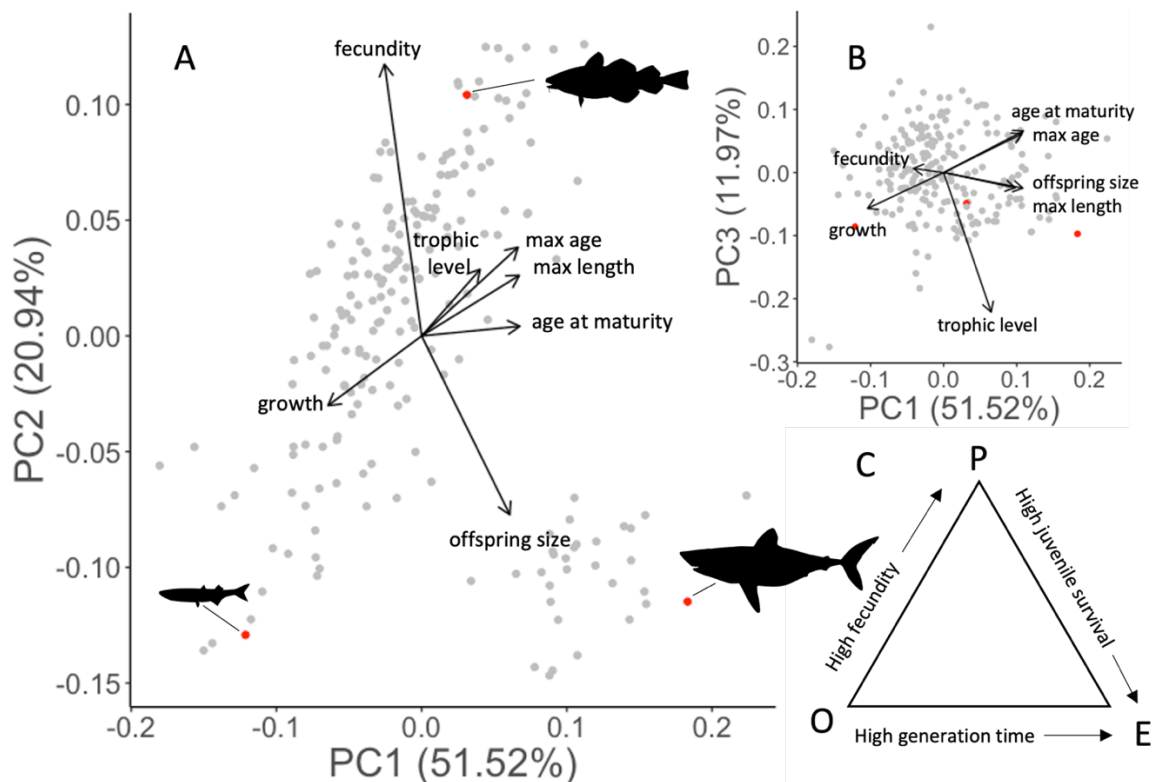 A
fecundity
trophic
level
max age
max length
age at maturity
growth
offspring size
PC2 (20.94%)
0.10
0.05
0.00
-0.05
-0.10
-0.15
-0.2
-0.1
0.0
0.1
0.2
PC1 (51.52%)
B
age at maturity
max age
fecundity
offspring size
max length
growth
trophic level
PC3 (11.97%)
0.2
0.1
0.0
-0.1
-0.2
-0.3
-0.2
-0.1
0.0
0.1
0.2
PC1 (51.52%)
C
P
High fecundity
High juvenile survival
O
E
High generation time